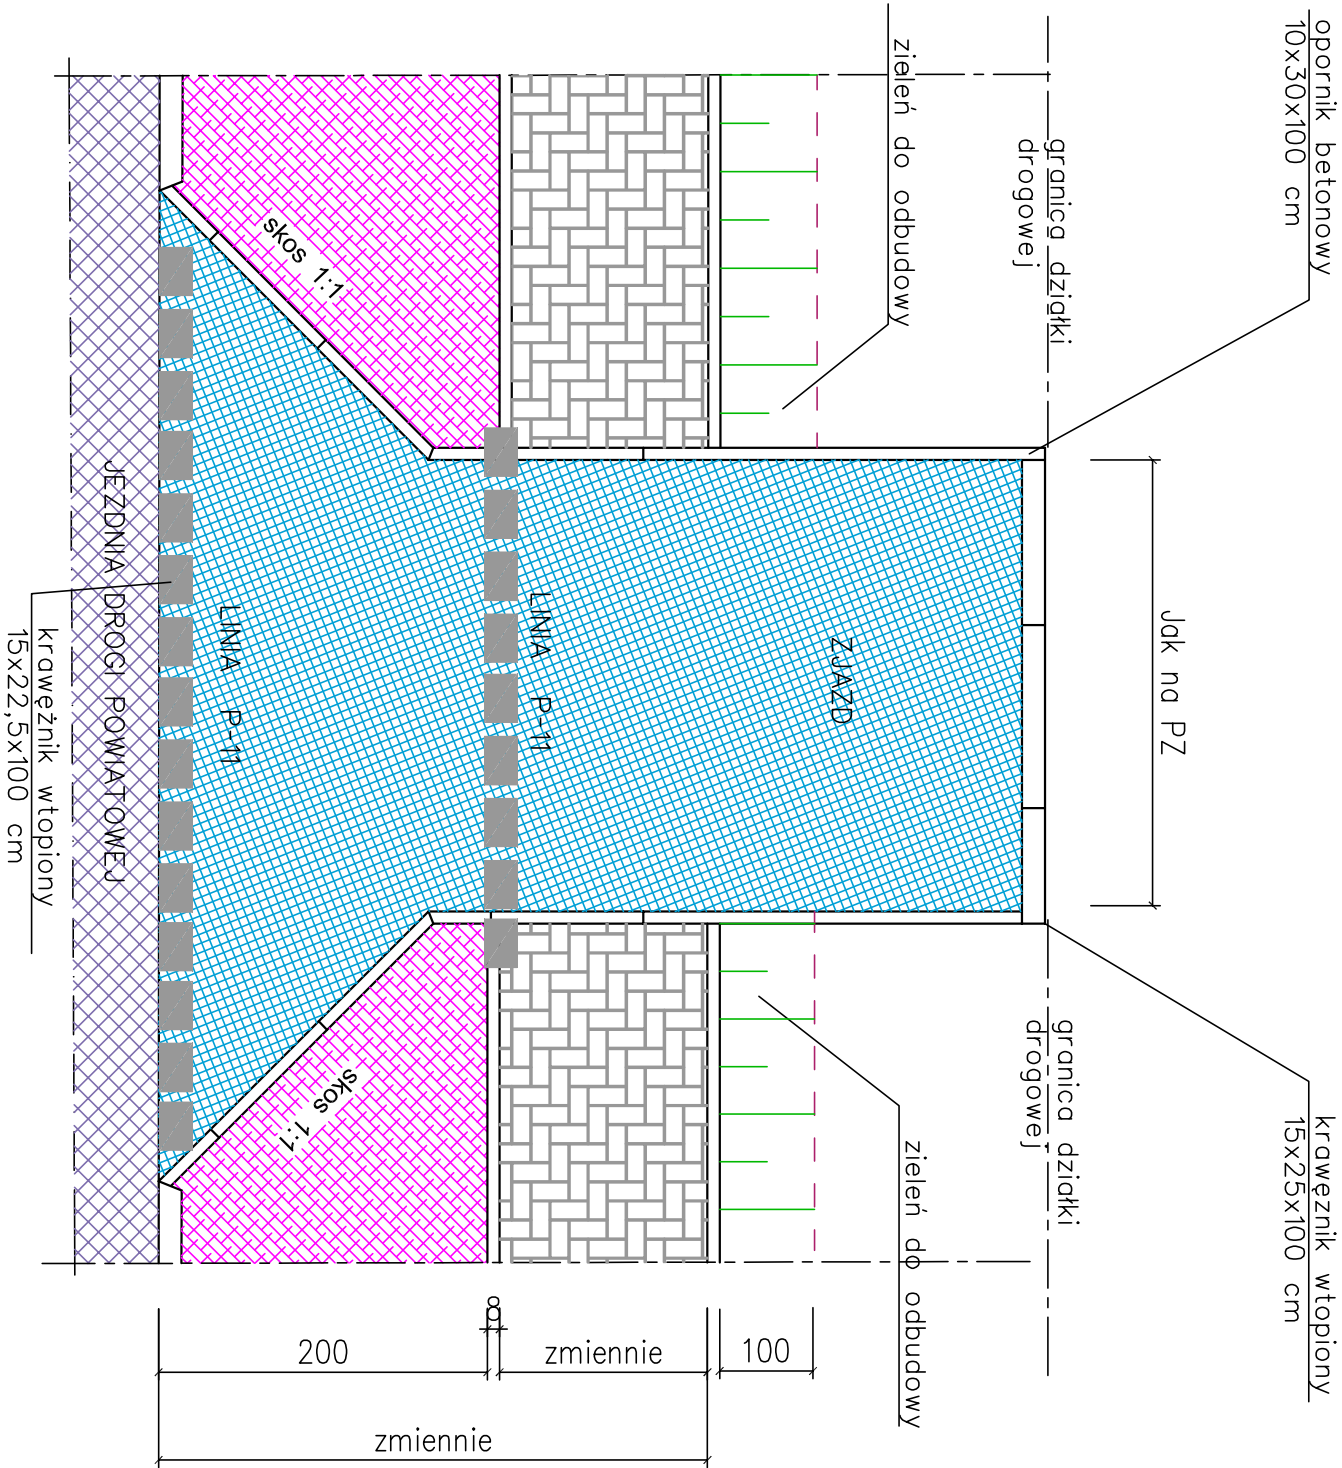 opornik betonowy
10x30x100 cm
granica działki
drogowej
zieleń do odbudowy
skos 1:1
Jak na PZ
ZJAZD
LINIA P-11
LINIA P-11
JEZDNIA DROGI POWIATOWEJ
krawężnik wtopiony
15x22,5x100 cm
skos 1:1
granica działki
drogowej
krawężnik wtopiony
15x25x100 cm
zieleń do odbudowy
200
8
zmiennie
100
zmiennie